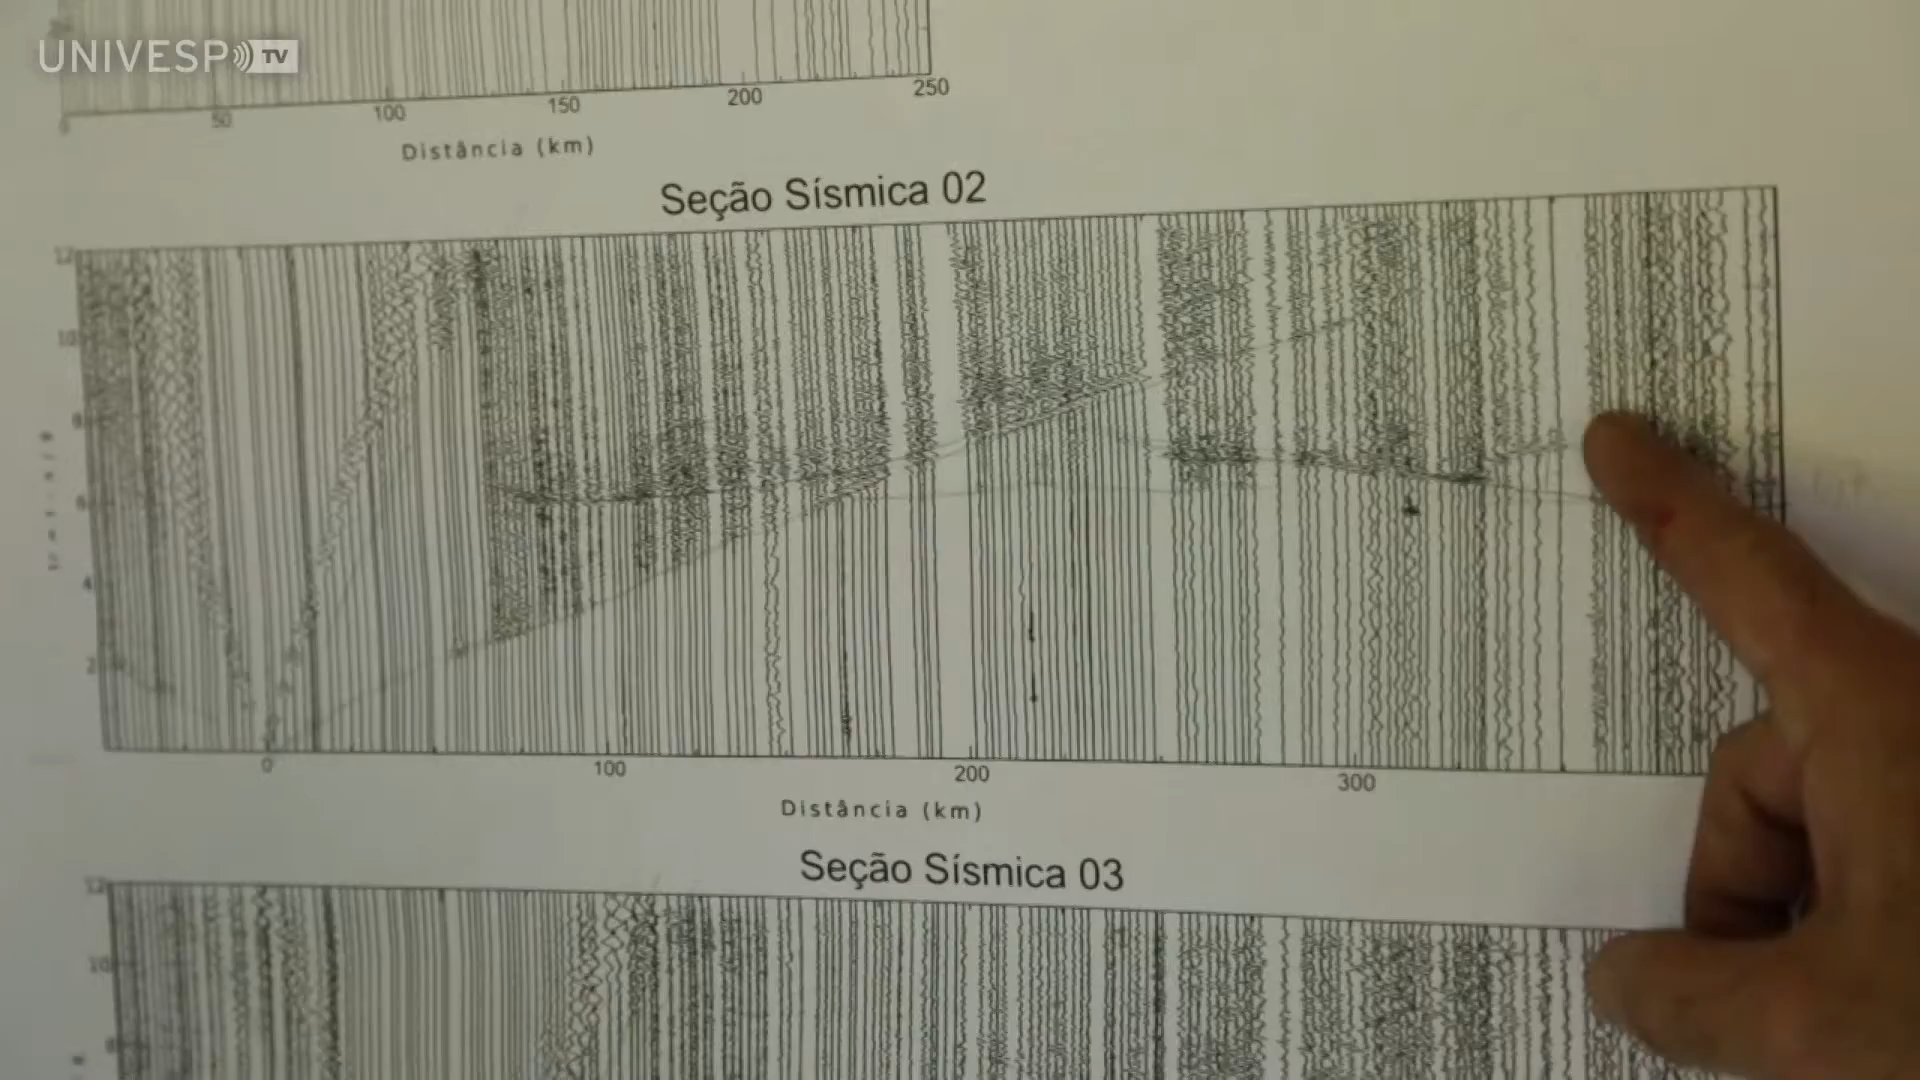 UNIVESP TV
0 50 100 150 200 250
Distância (km)
Seção Sísmica 02
12
10
8
6
4
2
0 100 200 300
Distância (km)
Seção Sísmica 03
12
10
8